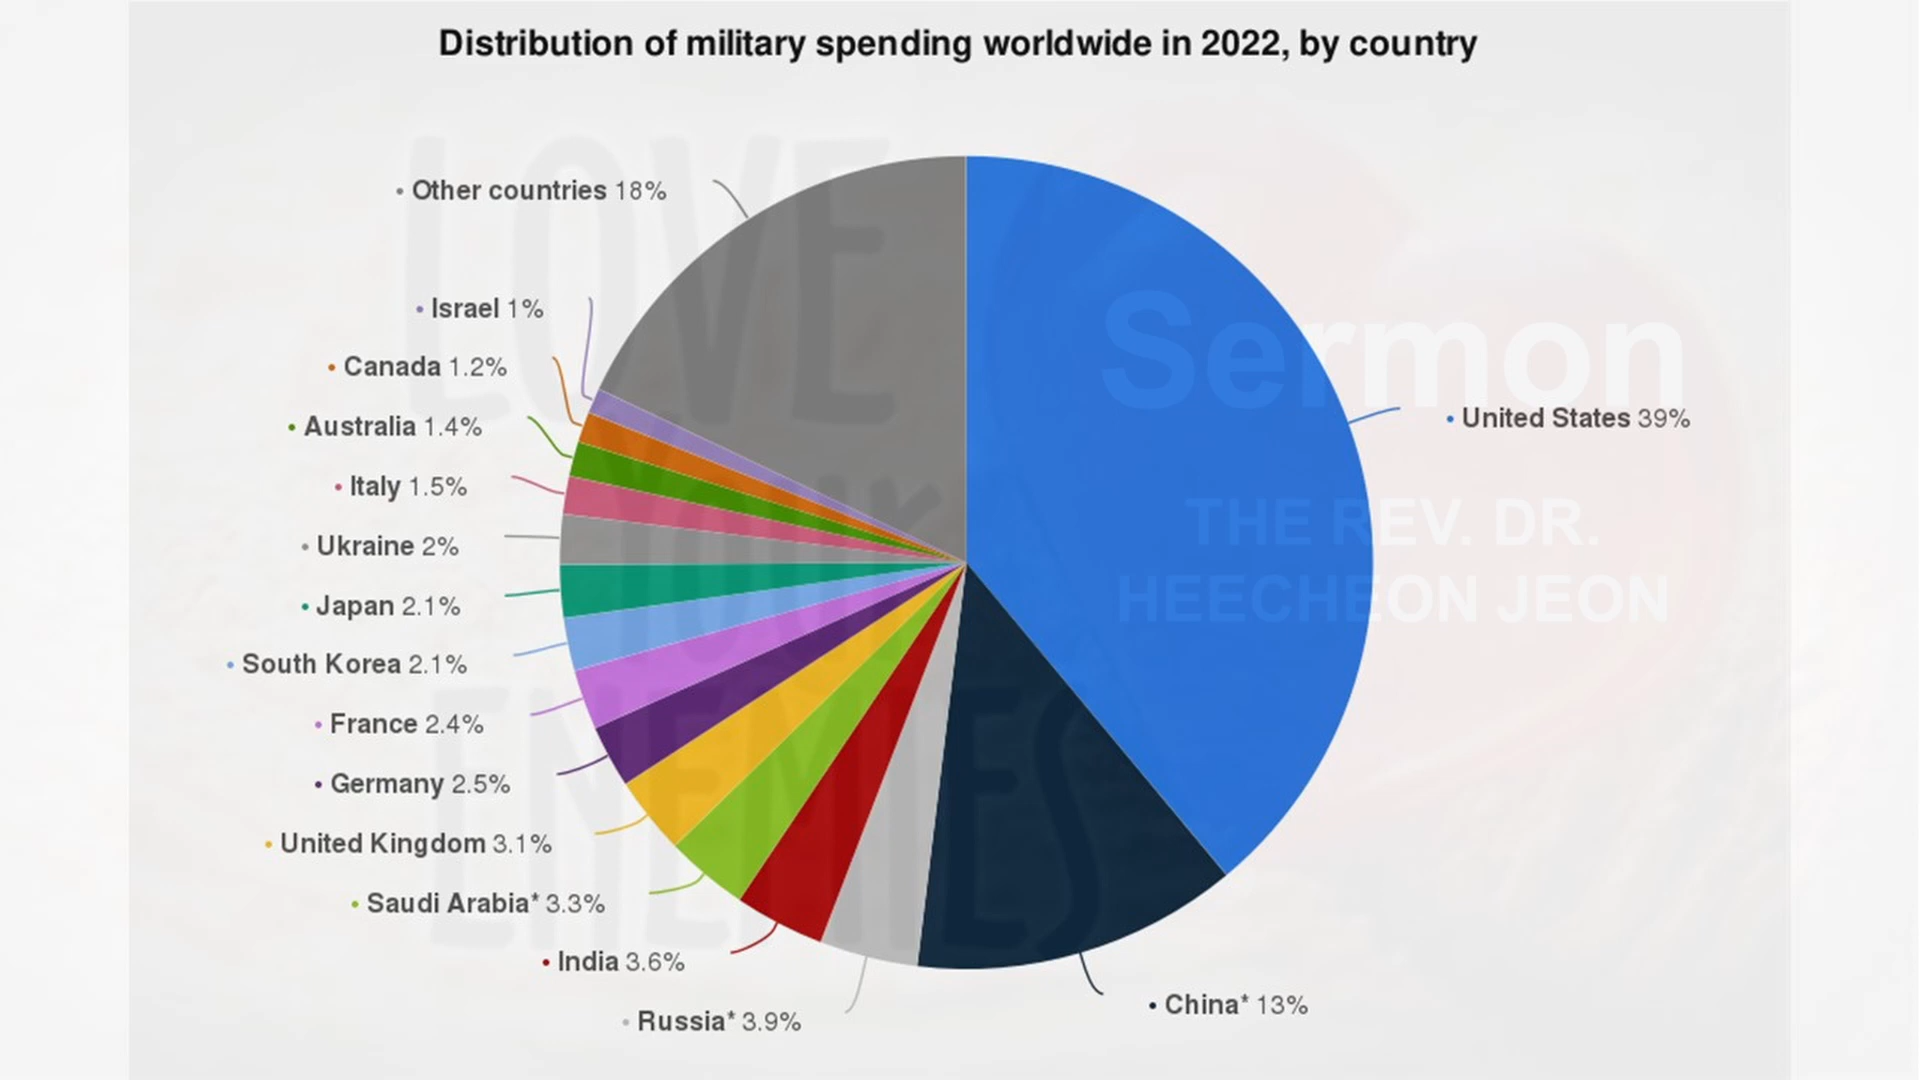 Distribution of military spending worldwide in 2022, by country
• Other countries 18%
• Israel 1%
• Canada 1.2%
• Australia 1.4%
• Italy 1.5%
• Ukraine 2%
• Japan 2.1%
• South Korea 2.1%
• France 2.4%
• Germany 2.5%
• United Kingdom 3.1%
• Saudi Arabia* 3.3%
• India 3.6%
• Russia* 3.9%
• China* 13%
• United States 39%
LOVE
Your
ENEMIES
Sermon
THE REV. DR.
HEECHEON JEON